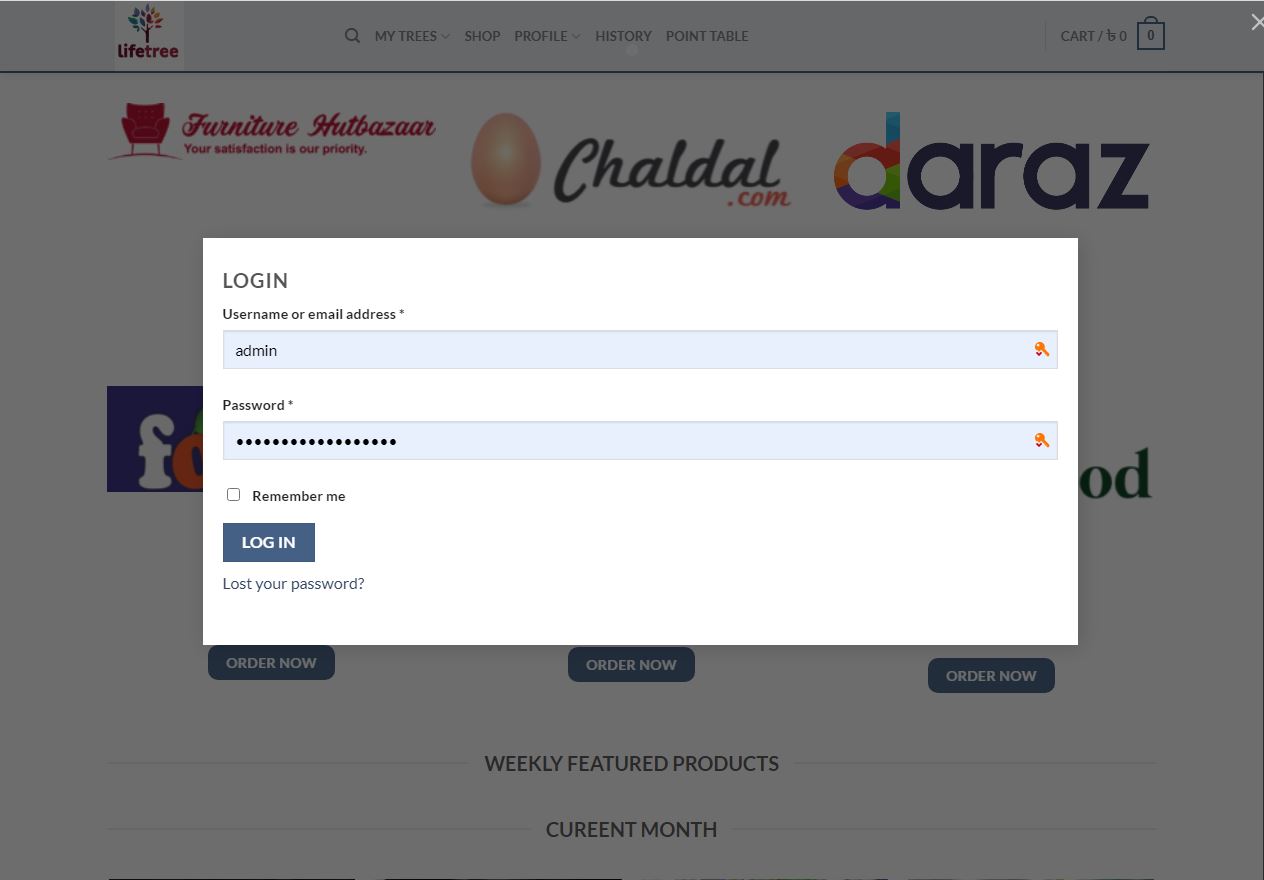 lifetree
MY TREES SHOP PROFILE HISTORY POINT TABLE
CART / ৳ 0 0
Furniture Hutbazaar
Your satisfaction is our priority.
Chaldal
.com
daraz
LOGIN
Username or email address *
admin
Password *
••••••••••••••••••
Remember me
LOG IN
Lost your password?
ORDER NOW
ORDER NOW
ORDER NOW
WEEKLY FEATURED PRODUCTS
CUREENT MONTH